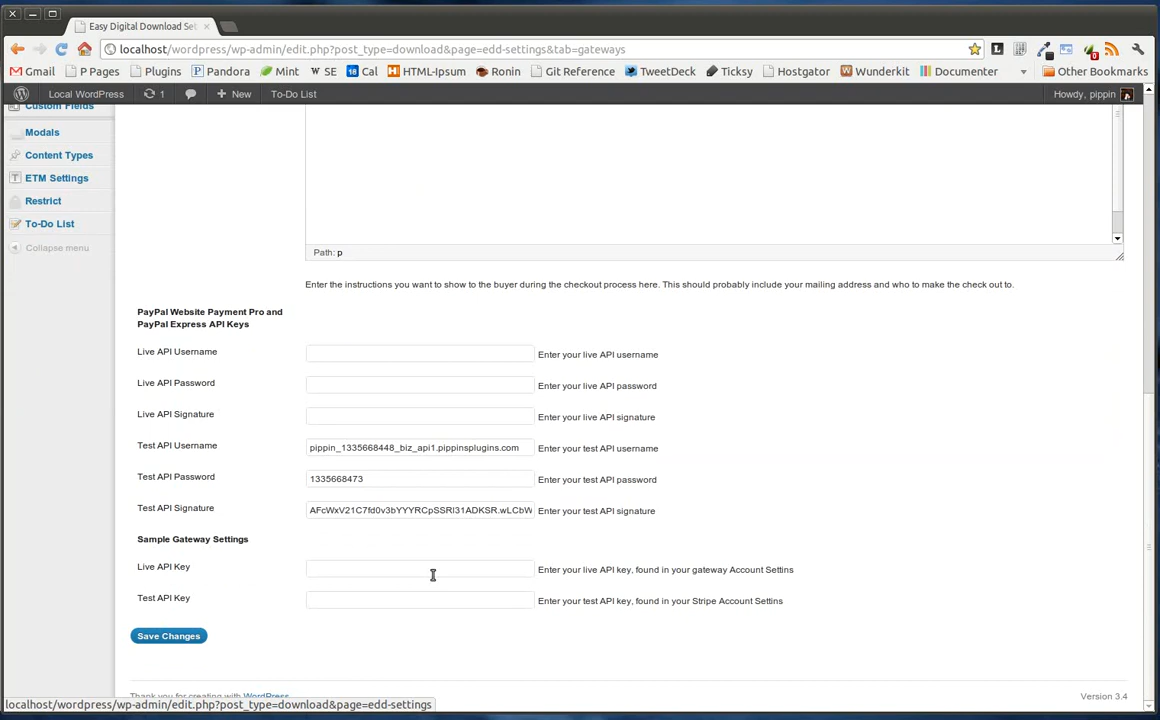 Easy Digital Download Set
localhost/wordpress/wp-admin/edit.php?post_type=download&page=edd-settings&tab=gateways
Gmail P Pages Plugins Pandora Mint W SE 18 Cal HTML-Ipsum Ronin Git Reference TweetDeck Ticksy Hostgator Wunderkit Documenter Other Bookmarks
Local WordPress 1 + New To-Do List Howdy, pippin
Custom Fields
Modals
Content Types
ETM Settings
Restrict
To-Do List
Collapse menu
Path: p
Enter the instructions you want to show to the buyer during the checkout process here. This should probably include your mailing address and who to make the check out to.
PayPal Website Payment Pro and
PayPal Express API Keys
Live API Username Enter your live API username
Live API Password Enter your live API password
Live API Signature Enter your live API signature
Test API Username pippin_1335668448_biz_api1.pippinsplugins.com Enter your test API username
Test API Password 1335668473 Enter your test API password
Test API Signature AFcWxV21C7fd0v3bYYYRCpSSRl31ADKSR.wLCbW Enter your test API signature
Sample Gateway Settings
Live API Key Enter your live API key, found in your gateway Account Settins
Test API Key Enter your test API key, found in your Stripe Account Settins
Save Changes
Thank you for creating with WordPress Version 3.4
localhost/wordpress/wp-admin/edit.php?post_type=download&page=edd-settings